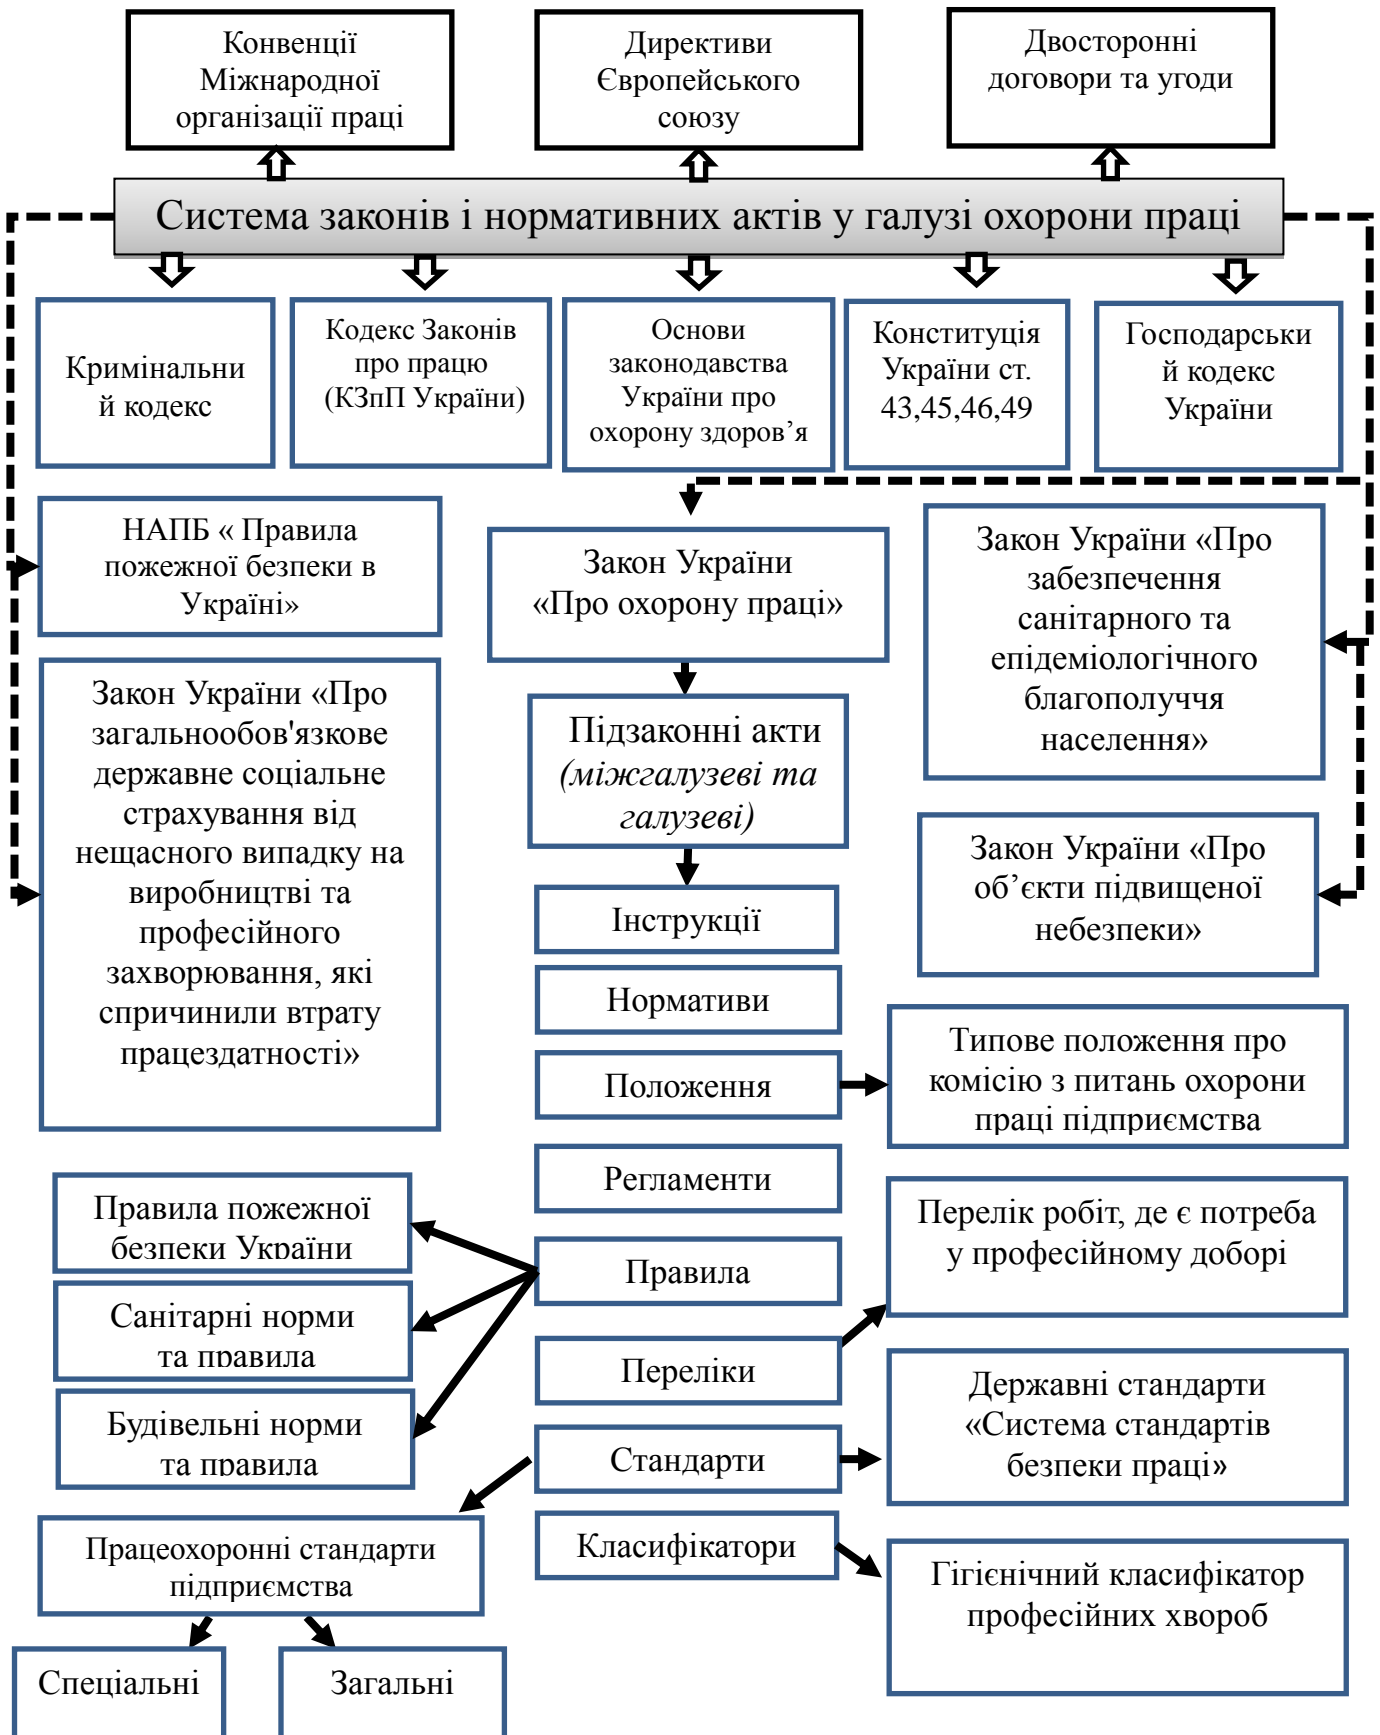 Конвенції
Міжнародної
організації праці
Директиви
Європейського
союзу
Двосторонні
договори та угоди
Система законів і нормативних актів у галузі охорони праці
Кримінальни
й кодекс
Кодекс Законів
про працю
(КЗпП України)
Основи
законодавства
України про
охорону здоров’я
Конституція
України ст.
43,45,46,49
Господарськи
й кодекс
України
НАПБ « Правила
пожежної безпеки в
Україні»
Закон України
«Про охорону праці»
Закон України «Про
забезпечення
санітарного та
епідеміологічного
благополуччя
населення»
Закон України «Про
загальнообов'язкове
державне соціальне
страхування від
нещасного випадку на
виробництві та
професійного
захворювання, які
спричинили втрату
працездатності»
Підзаконні акти
(міжгалузеві та
галузеві)
Закон України «Про
об’єкти підвищеної
небезпеки»
Інструкції
Нормативи
Положення
Типове положення про
комісію з питань охорони
праці підприємства
Регламенти
Правила пожежної
безпеки України
Перелік робіт, де є потреба
у професійному доборі
Правила
Санітарні норми
та правила
Переліки
Будівельні норми
та правила
Державні стандарти
«Система стандартів
безпеки праці»
Стандарти
Працеохоронні стандарти
підприємства
Класифікатори
Гігієнічний класифікатор
професійних хвороб
Спеціальні
Загальні